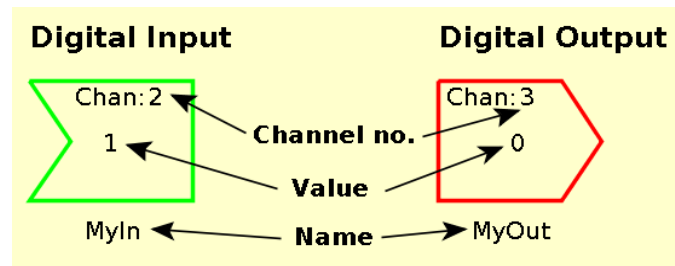 Digital Input
Digital Output
Chan:2
Chan:3
Channel no.
1
0
Value
MyIn
Name
MyOut